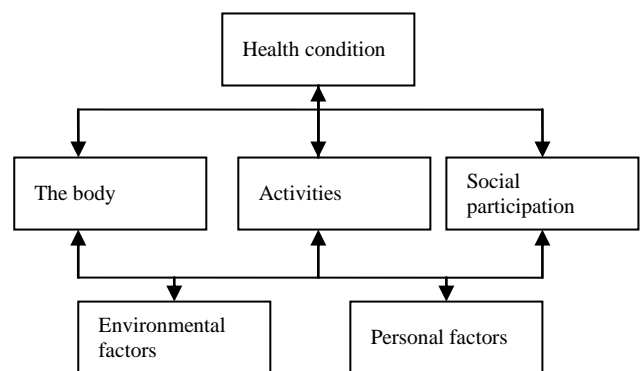 Health condition
The body
Activities
Social
participation
Environmental
factors
Personal factors